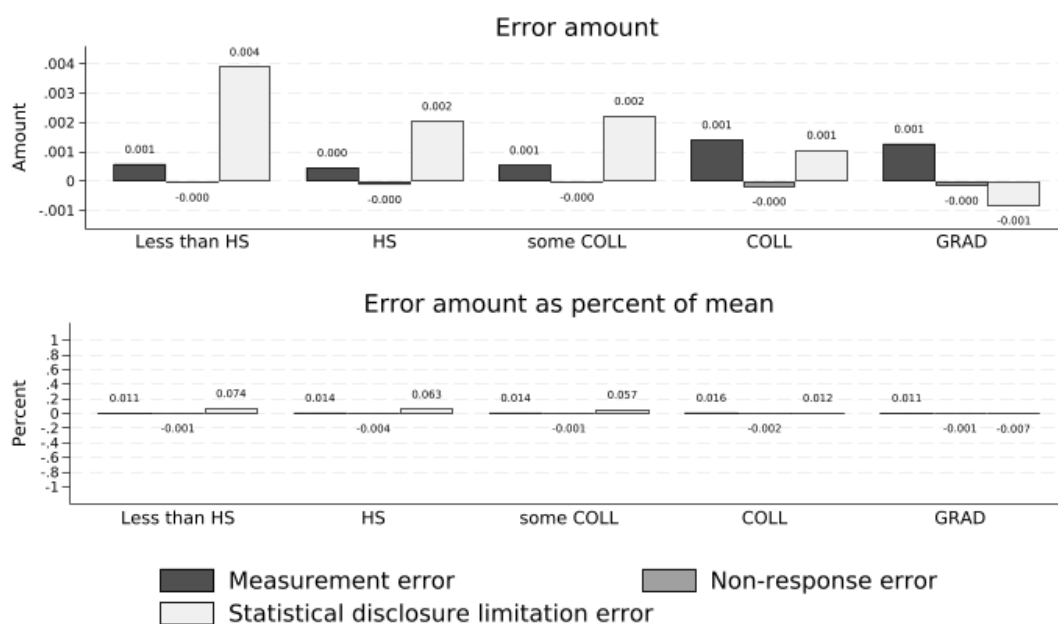 Error amount
Amount
.004
.003
.002
.001
0
-.001
0.001
-0.000
0.004
0.000
-0.000
0.002
0.001
-0.000
0.002
0.001
-0.000
0.001
0.001
-0.000
-0.001
Less than HS
HS
some COLL
COLL
GRAD
Error amount as percent of mean
Percent
1
.8
.6
.4
.2
0
-.2
-.4
-.6
-.8
-1
0.011
-0.001
0.074
0.014
-0.004
0.063
0.014
-0.001
0.057
0.016
-0.002
0.012
0.011
-0.001
-0.007
Less than HS
HS
some COLL
COLL
GRAD
Measurement error
Non-response error
Statistical disclosure limitation error